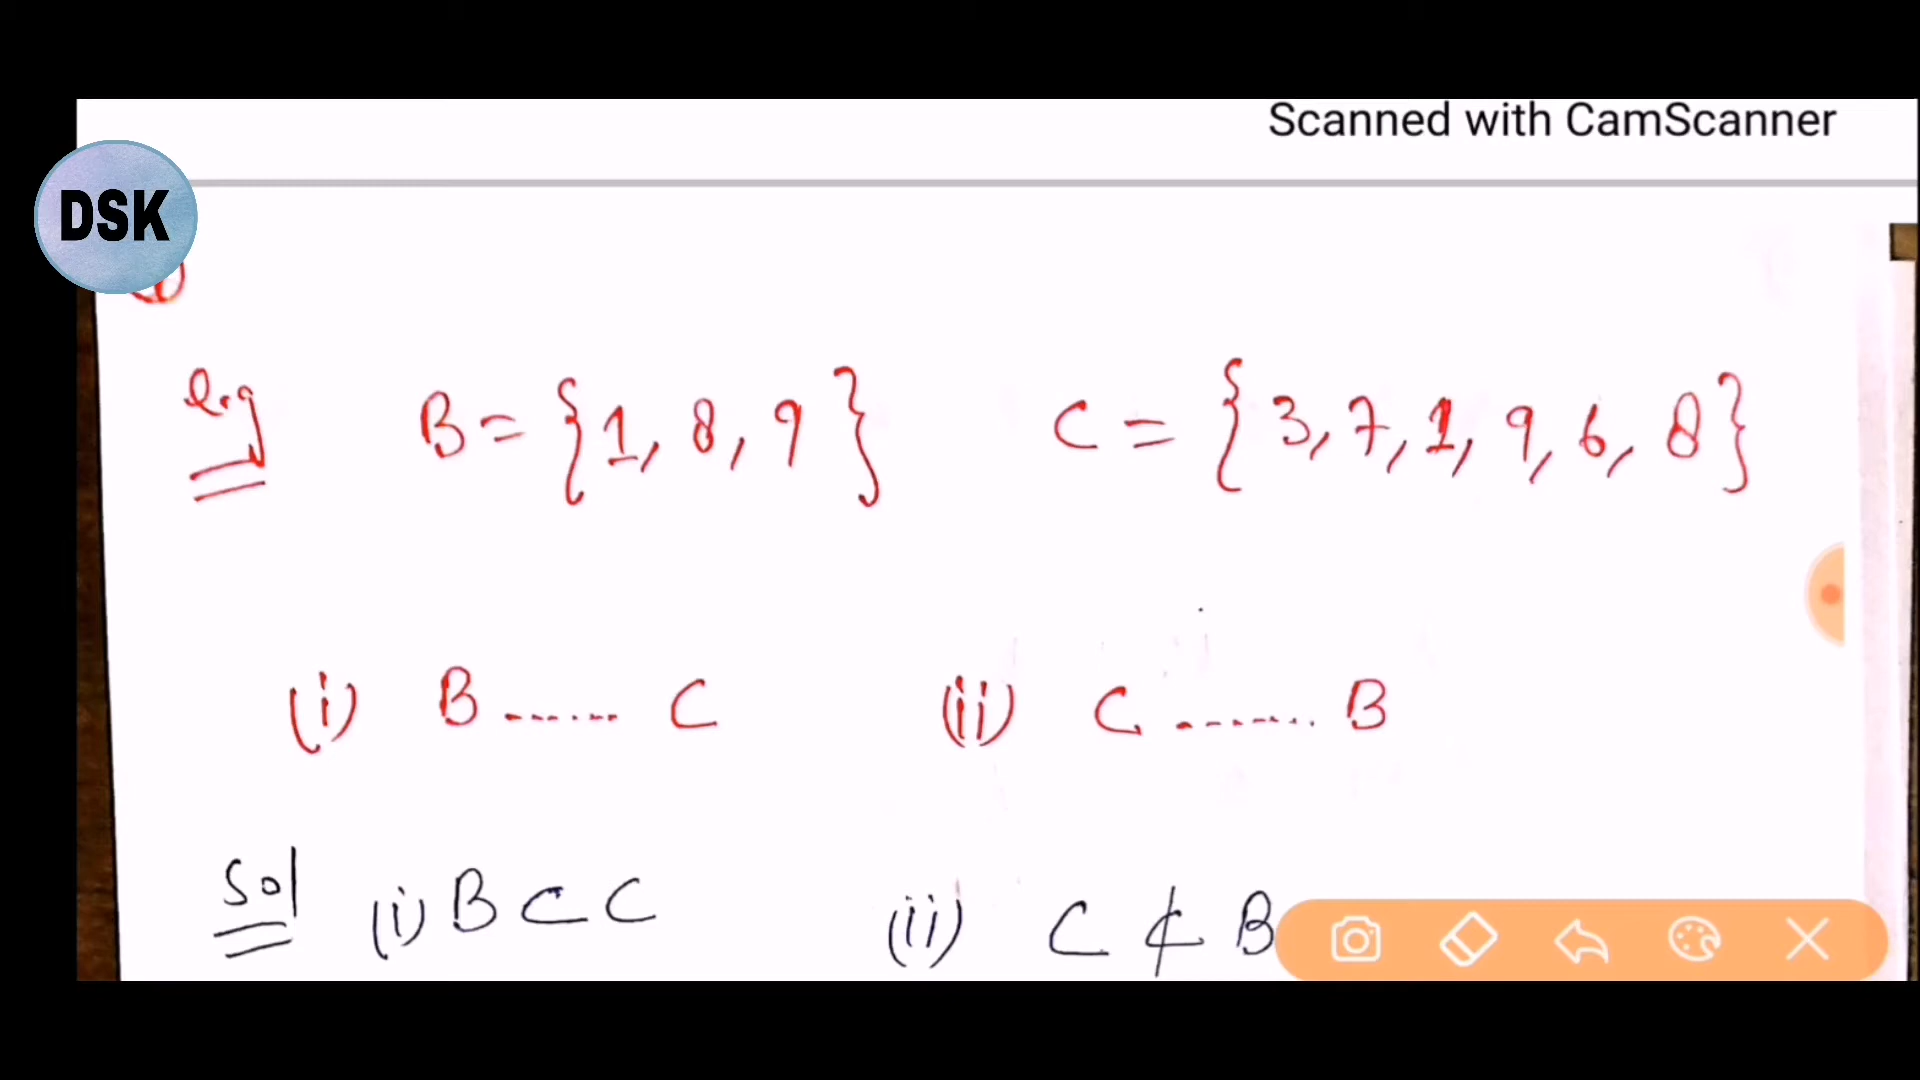 Scanned with CamScanner
DSK
e.g B = {1, 8, 9} C = {3, 7, 1, 9, 6, 8}
(i) B ...... C (ii) C ........ B
Sol (i) B ⊂ C (ii) C ⊄ B